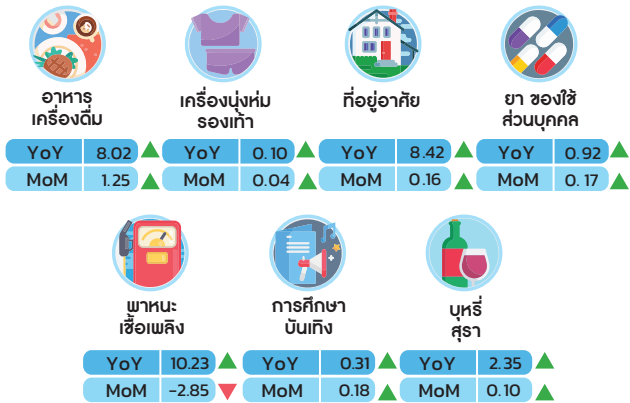 อาหาร
เครื่องดื่ม
YoY 8.02
MoM 1.25
เครื่องนุ่งห่ม
รองเท้า
YoY 0.10
MoM 0.04
ที่อยู่อาศัย
YoY 8.42
MoM 0.16
ยา ของใช้
ส่วนบุคคล
YoY 0.92
MoM 0.17
พาหนะ
เชื้อเพลิง
YoY 10.23
MoM -2.85
การศึกษา
บันเทิง
YoY 0.31
MoM 0.18
บุหรี่
สุรา
YoY 2.35
MoM 0.10